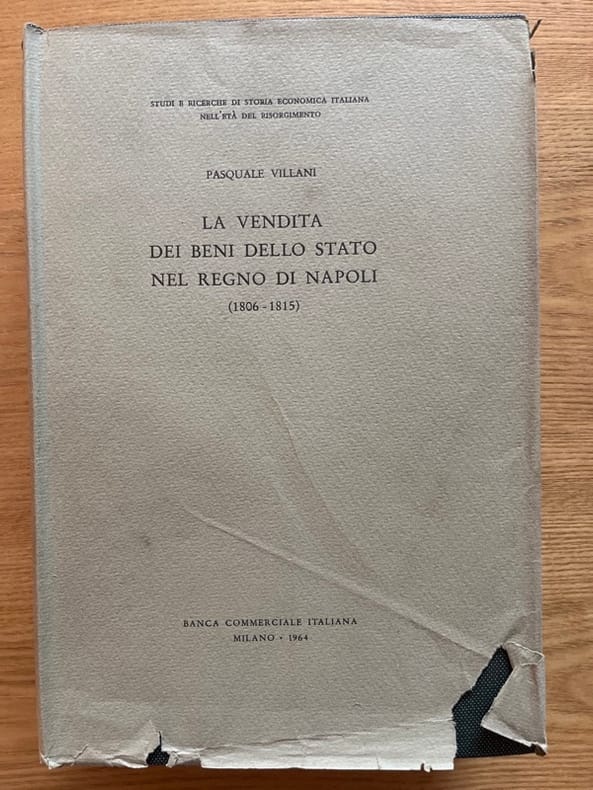 STUDI E RICERCHE DI STORIA ECONOMICA ITALIANA
NELL'ETÀ DEL RISORGIMENTO
PASQUALE VILLANI
LA VENDITA
DEI BENI DELLO STATO
NEL REGNO DI NAPOLI
(1806 - 1815)
BANCA COMMERCIALE ITALIANA
MILANO • 1964